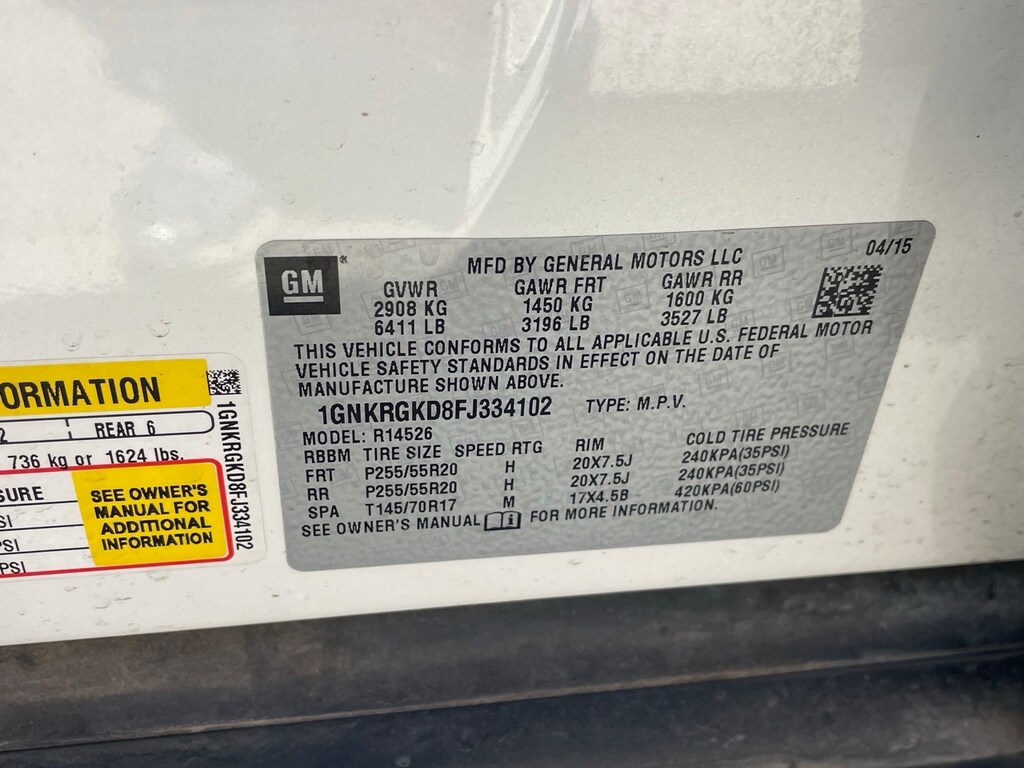 GM
MFD BY GENERAL MOTORS LLC 04/15
GVWR GAWR FRT GAWR RR
2908 KG 1450 KG 1600 KG
6411 LB 3196 LB 3527 LB
THIS VEHICLE CONFORMS TO ALL APPLICABLE U.S. FEDERAL MOTOR
VEHICLE SAFETY STANDARDS IN EFFECT ON THE DATE OF
MANUFACTURE SHOWN ABOVE.
1GNKRGKD8FJ334102 TYPE: M.P.V.
MODEL: R14526
RBBM TIRE SIZE SPEED RTG RIM COLD TIRE PRESSURE
FRT P255/55R20 H 20X7.5J 240KPA(35PSI)
RR P255/55R20 H 20X7.5J 240KPA(35PSI)
SPA T145/70R17 M 17X4.5B 420KPA(60PSI)
SEE OWNER'S MANUAL FOR MORE INFORMATION.
ORMATION
2 REAR 6
736 kg or 1624 lbs.
SSURE
SI
PSI
PSI
SEE OWNER'S
MANUAL FOR
ADDITIONAL
INFORMATION
1GNKRGKD8FJ334102